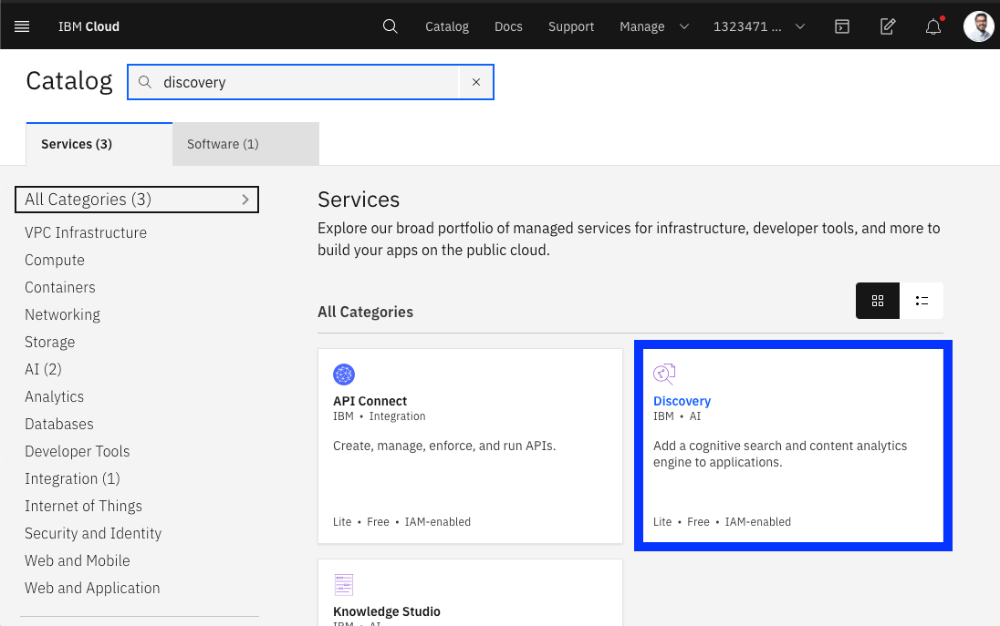 IBM Cloud
Catalog
Docs
Support
Manage
1323471 ...
Catalog
discovery
Services (3)
Software (1)
All Categories (3)
VPC Infrastructure
Compute
Containers
Networking
Storage
AI (2)
Analytics
Databases
Developer Tools
Integration (1)
Internet of Things
Security and Identity
Web and Mobile
Web and Application
Services
Explore our broad portfolio of managed services for infrastructure, developer tools, and more to
build your apps on the public cloud.
All Categories
API Connect
IBM • Integration
Create, manage, enforce, and run APIs.
Lite • Free • IAM-enabled
Discovery
IBM • AI
Add a cognitive search and content analytics
engine to applications.
Lite • Free • IAM-enabled
Knowledge Studio
IBM • AI